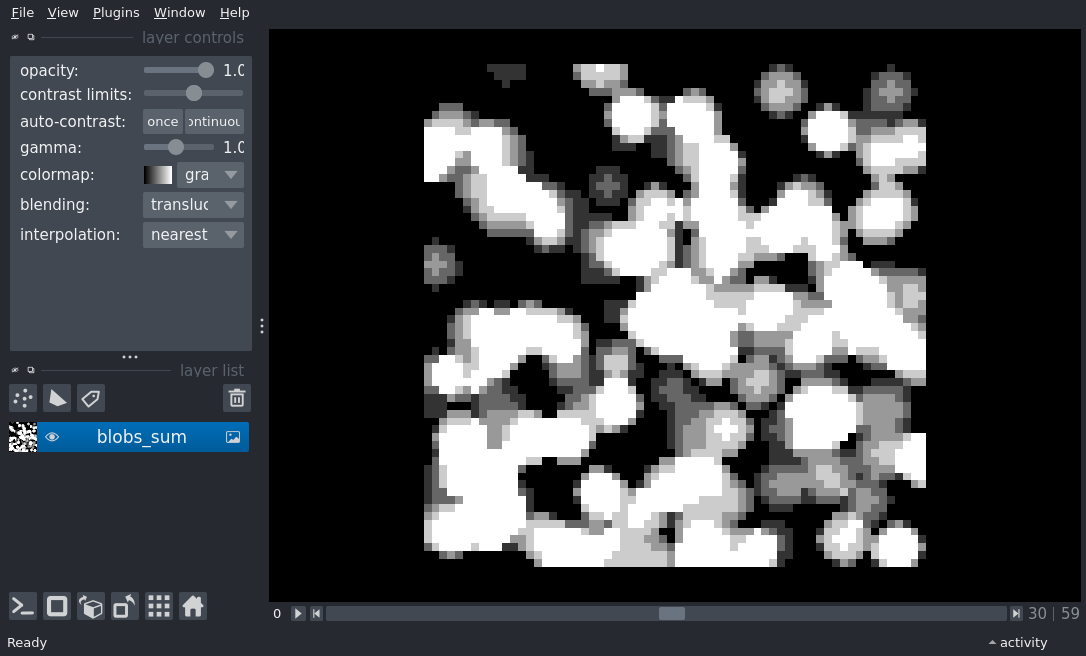 File View Plugins Window Help
layer controls
opacity: 1.0
contrast limits:
auto-contrast: once ontinuou
gamma: 1.0
colormap: gra
blending: transluc
interpolation: nearest
layer list
blobs_sum
0 30 | 59
Ready activity